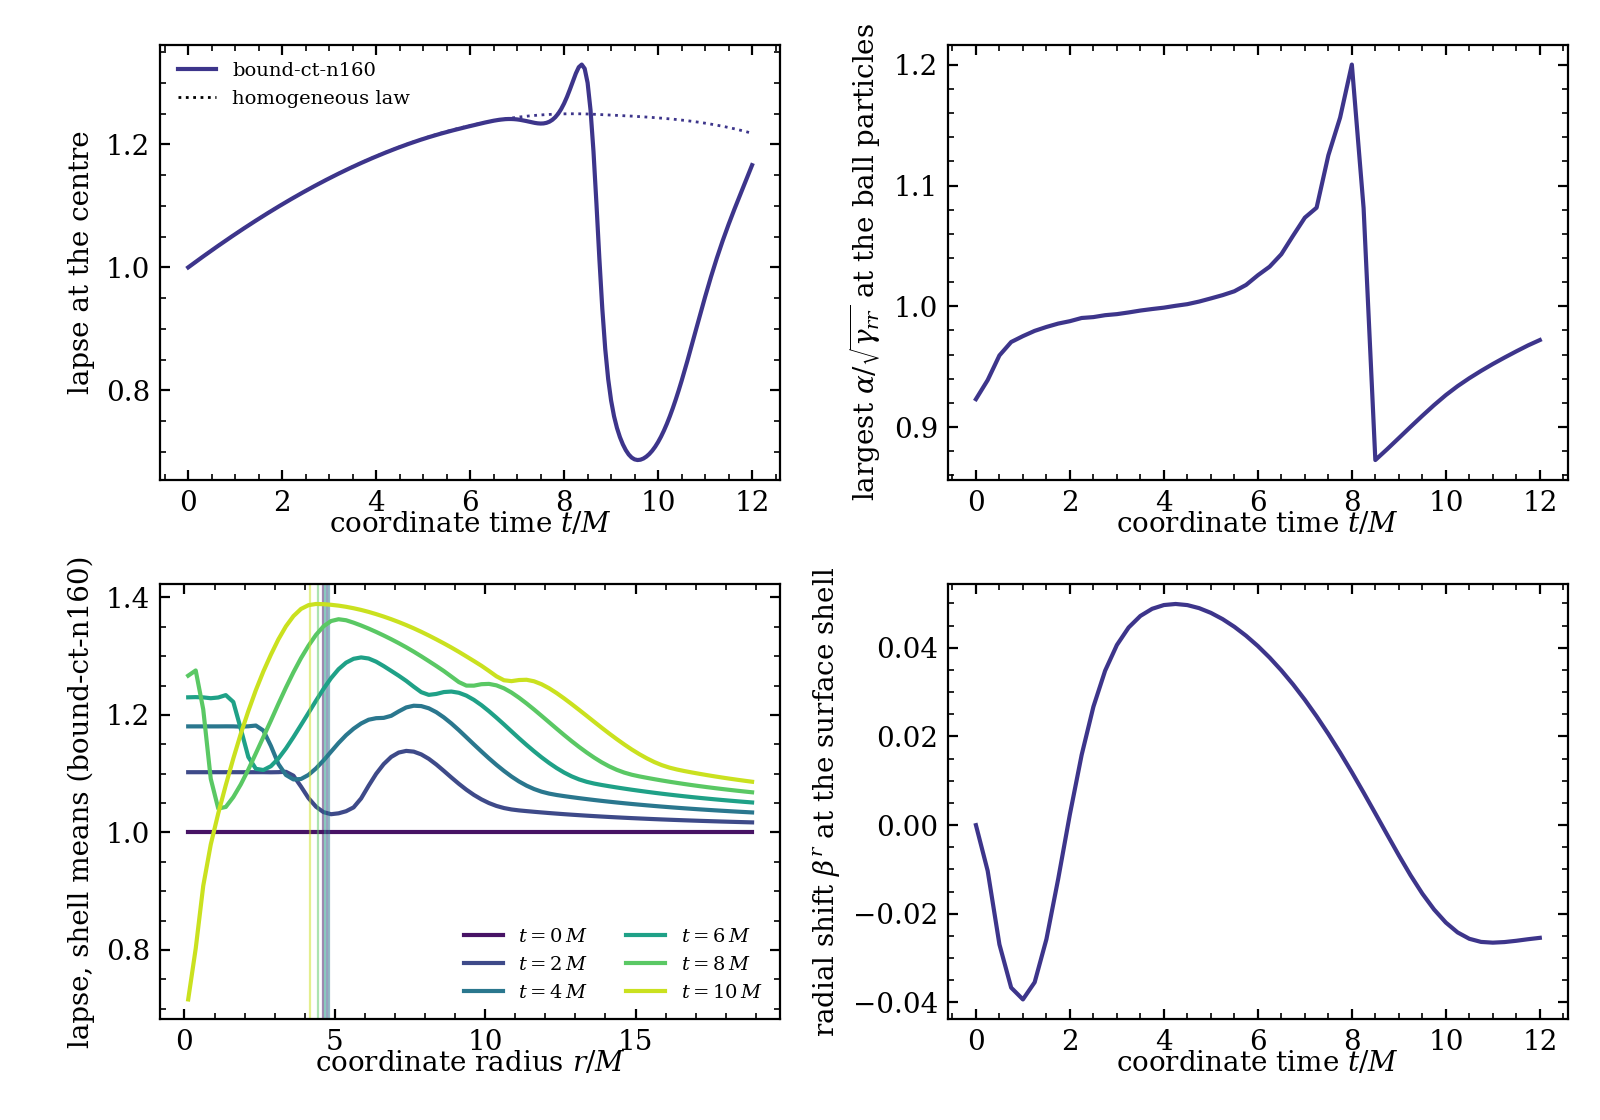 lapse at the centre
1.2
1.0
0.8
bound-ct-n160
homogeneous law
0 2 4 6 8 10 12
coordinate time t/M
largest α/√γrr at the ball particles
1.2
1.1
1.0
0.9
0 2 4 6 8 10 12
coordinate time t/M
lapse, shell means (bound-ct-n160)
1.4
1.2
1.0
0.8
t = 0 M
t = 2 M
t = 4 M
t = 6 M
t = 8 M
t = 10 M
0 5 10 15
coordinate radius r/M
radial shift β^r at the surface shell
0.04
0.02
0.00
−0.02
−0.04
0 2 4 6 8 10 12
coordinate time t/M